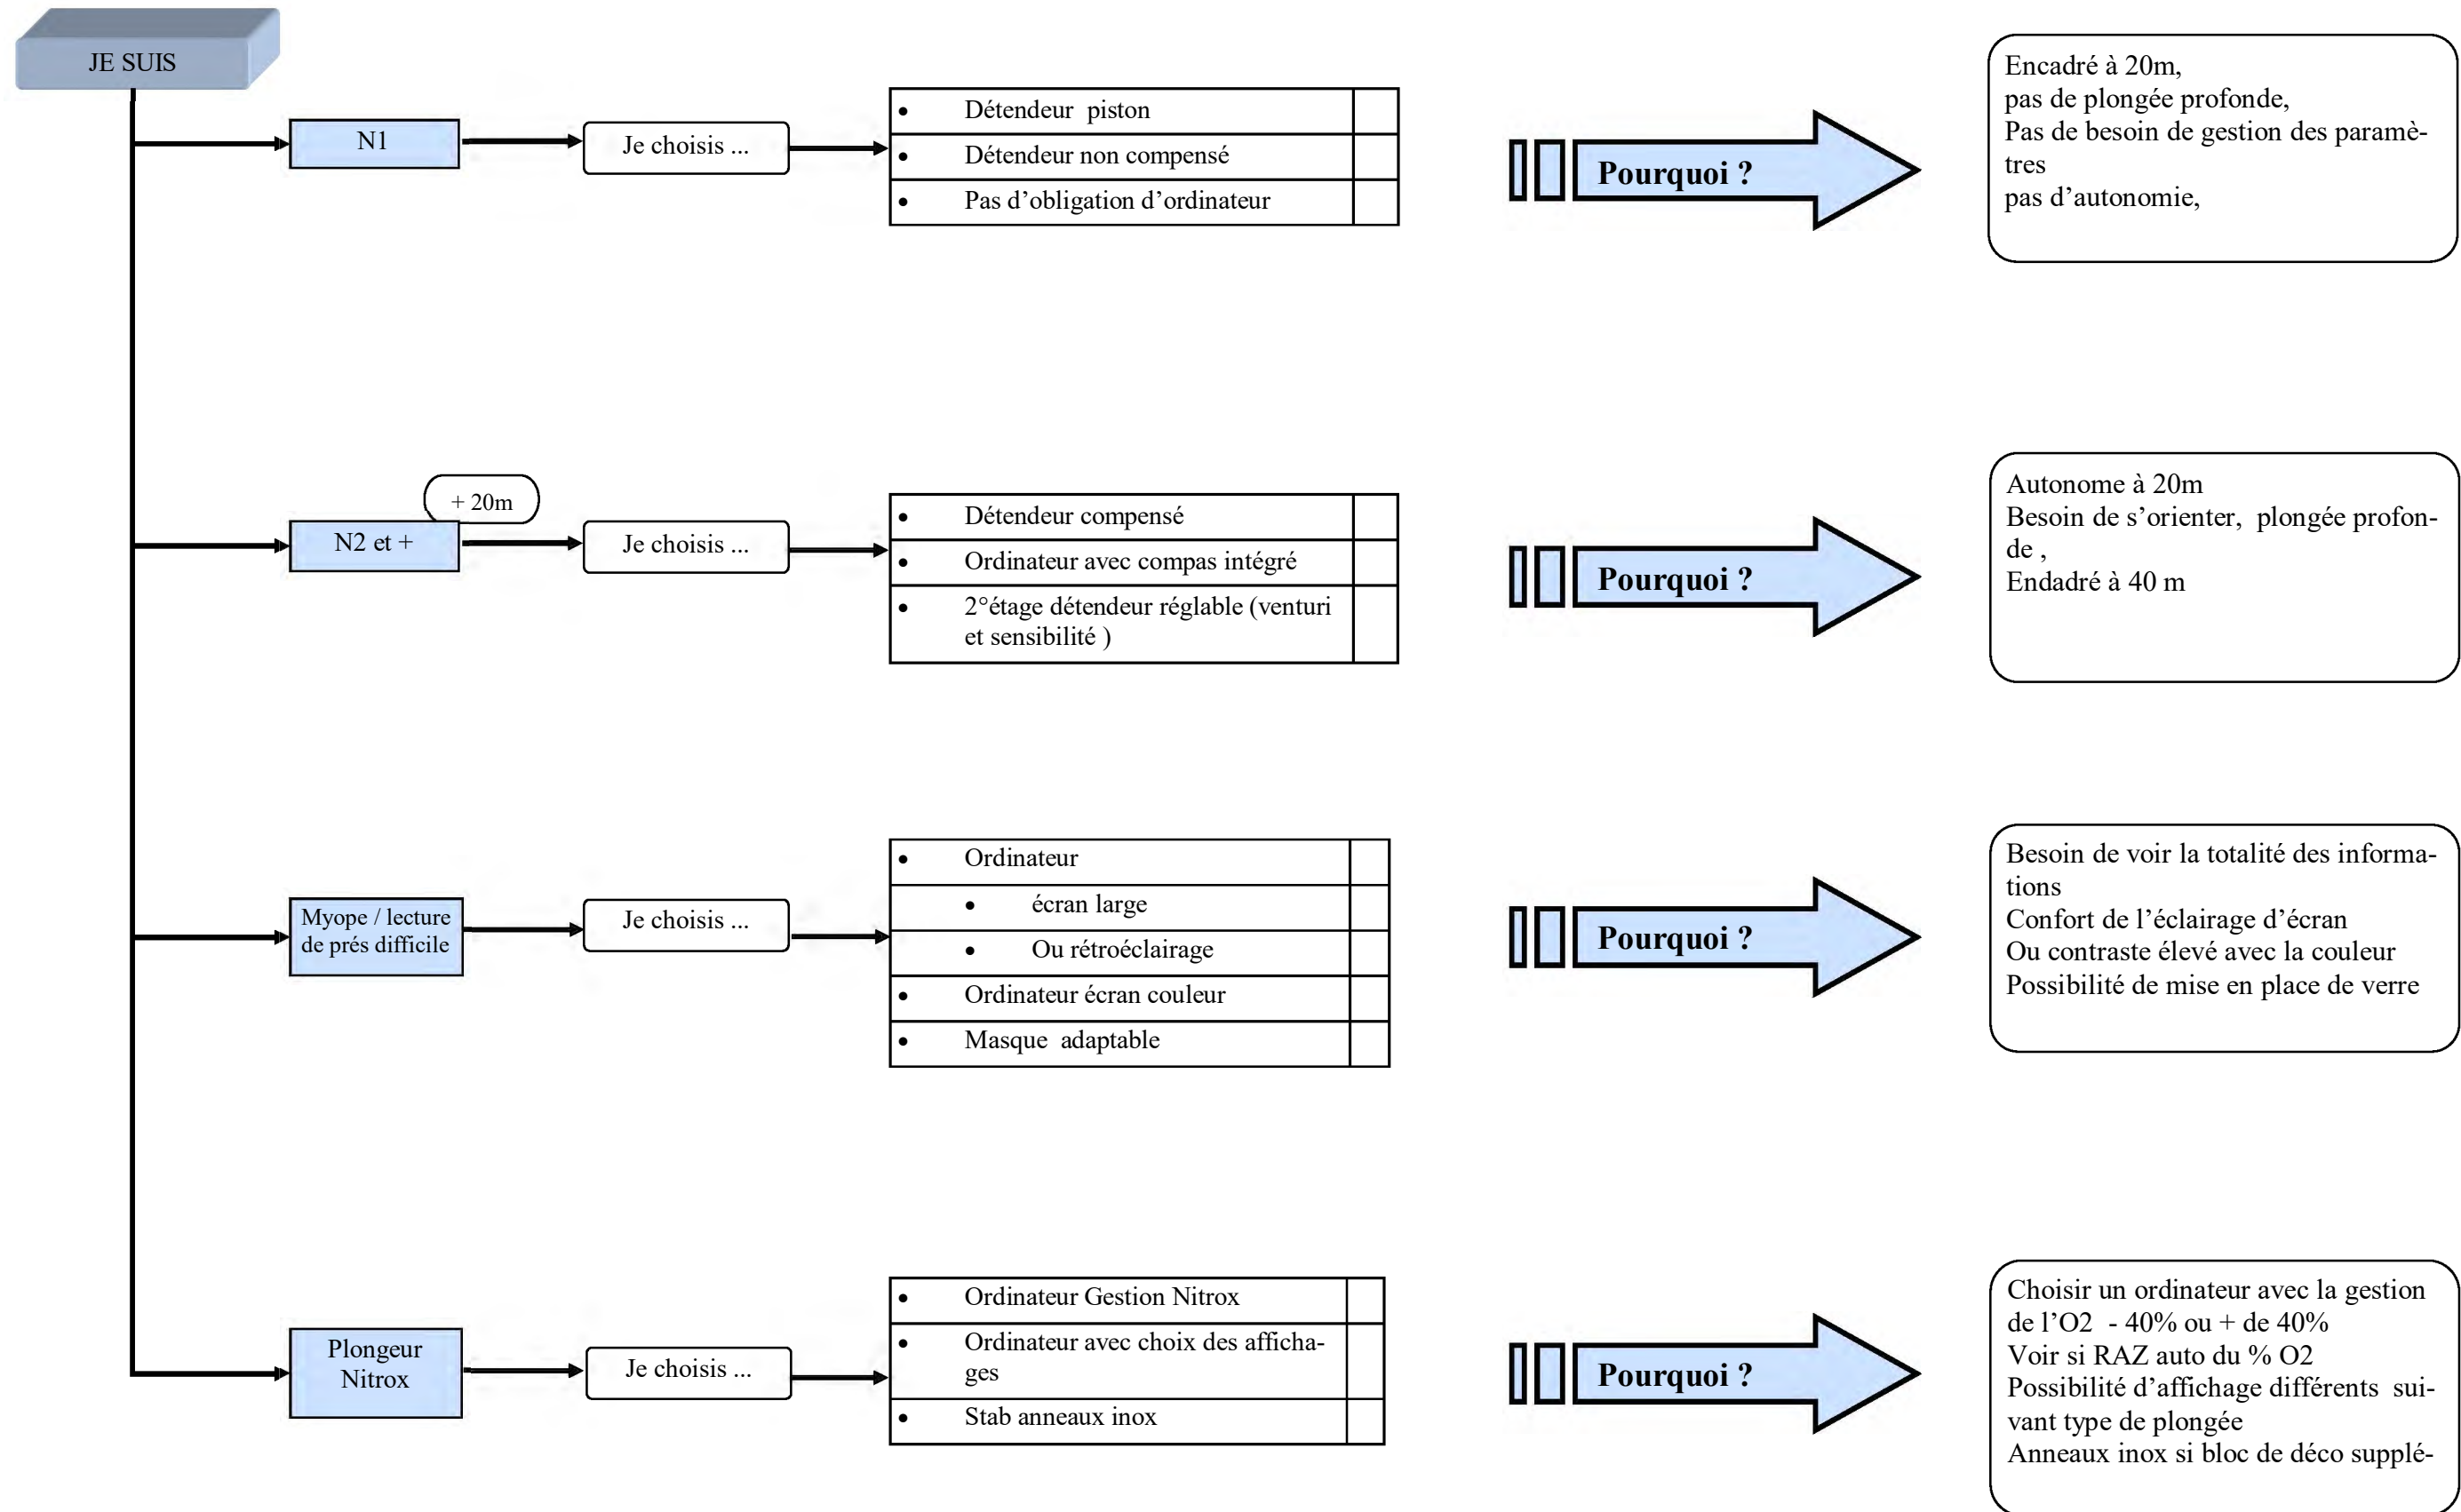 JE SUIS
N1
Je choisis ...
• Détendeur piston
• Détendeur non compensé
• Pas d’obligation d’ordinateur
Pourquoi ?
Encadré à 20m,
pas de plongée profonde,
Pas de besoin de gestion des paramè-
tres
pas d’autonomie,
+ 20m
N2 et +
Je choisis ...
• Détendeur compensé
• Ordinateur avec compas intégré
• 2°étage détendeur réglable (venturi
et sensibilité )
Pourquoi ?
Autonome à 20m
Besoin de s’orienter, plongée profon-
de ,
Endadré à 40 m
Myope / lecture
de prés difficile
Je choisis ...
• Ordinateur
• écran large
• Ou rétroéclairage
• Ordinateur écran couleur
• Masque adaptable
Pourquoi ?
Besoin de voir la totalité des informa-
tions
Confort de l’éclairage d’écran
Ou contraste élevé avec la couleur
Possibilité de mise en place de verre
Plongeur
Nitrox
Je choisis ...
• Ordinateur Gestion Nitrox
• Ordinateur avec choix des afficha-
ges
• Stab anneaux inox
Pourquoi ?
Choisir un ordinateur avec la gestion
de l’O2 - 40% ou + de 40%
Voir si RAZ auto du % O2
Possibilité d’affichage différents sui-
vant type de plongée
Anneaux inox si bloc de déco supplé-